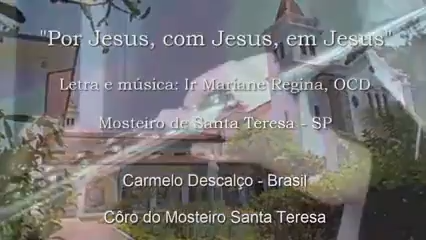 "Por Jesus, com Jesus, em Jesus"
Letra e música: Ir Mariane Regina, OCD
Mosteiro de Santa Teresa - SP
Carmelo Descalço - Brasil
Côro do Mosteiro Santa Teresa